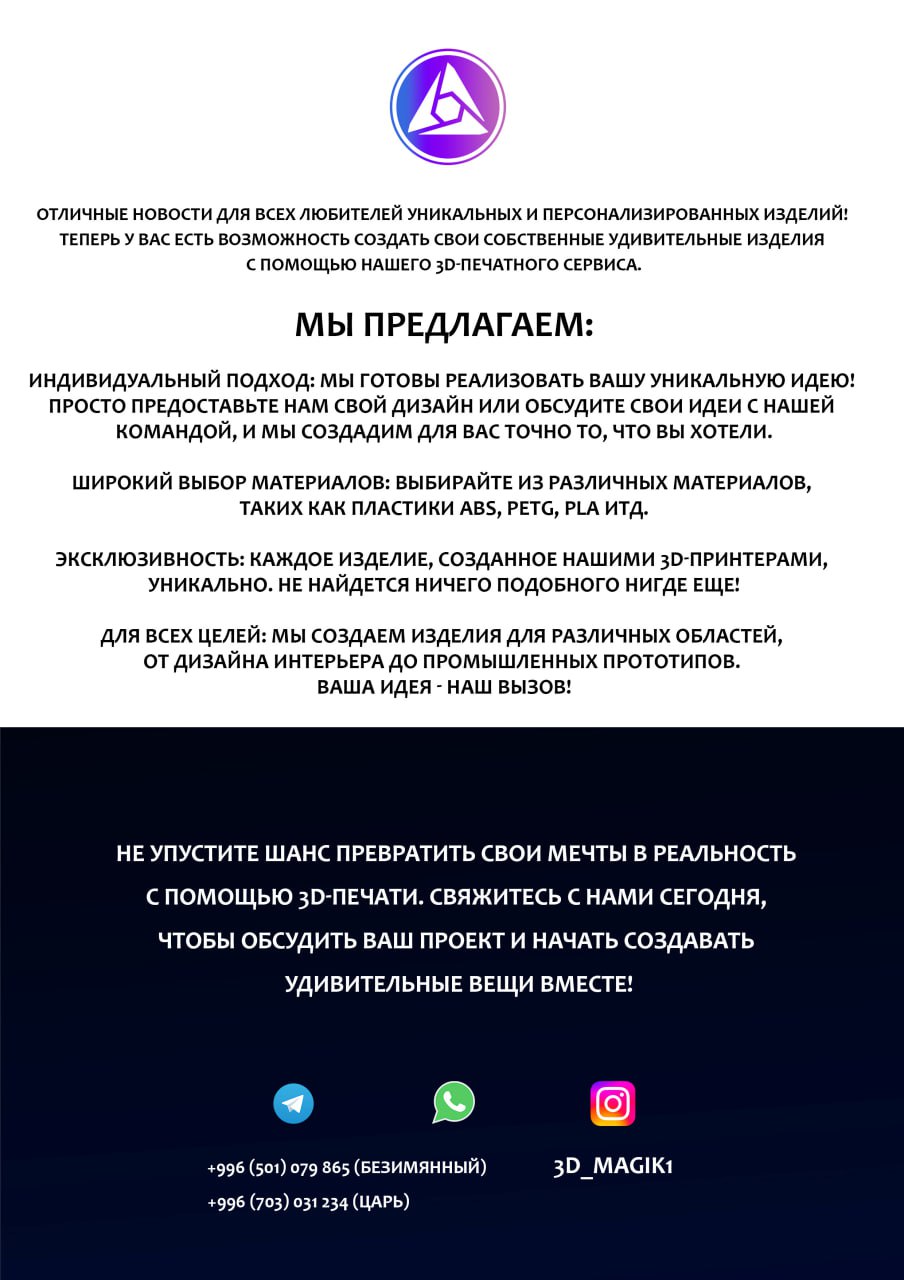 ОТЛИЧНЫЕ НОВОСТИ ДЛЯ ВСЕХ ЛЮБИТЕЛЕЙ УНИКАЛЬНЫХ И ПЕРСОНАЛИЗИРОВАННЫХ ИЗДЕЛИЙ!
ТЕПЕРЬ У ВАС ЕСТЬ ВОЗМОЖНОСТЬ СОЗДАТЬ СВОИ СОБСТВЕННЫЕ УДИВИТЕЛЬНЫЕ ИЗДЕЛИЯ
С ПОМОЩЬЮ НАШЕГО 3D-ПЕЧАТНОГО СЕРВИСА.
МЫ ПРЕДЛАГАЕМ:
ИНДИВИДУАЛЬНЫЙ ПОДХОД: МЫ ГОТОВЫ РЕАЛИЗОВАТЬ ВАШУ УНИКАЛЬНУЮ ИДЕЮ!
ПРОСТО ПРЕДОСТАВЬТЕ НАМ СВОЙ ДИЗАЙН ИЛИ ОБСУДИТЕ СВОИ ИДЕИ С НАШЕЙ
КОМАНДОЙ, И МЫ СОЗДАДИМ ДЛЯ ВАС ТОЧНО ТО, ЧТО ВЫ ХОТЕЛИ.
ШИРОКИЙ ВЫБОР МАТЕРИАЛОВ: ВЫБИРАЙТЕ ИЗ РАЗЛИЧНЫХ МАТЕРИАЛОВ,
ТАКИХ КАК ПЛАСТИКИ ABS, PETG, PLA ИТД.
ЭКСКЛЮЗИВНОСТЬ: КАЖДОЕ ИЗДЕЛИЕ, СОЗДАННОЕ НАШИМИ 3D-ПРИНТЕРАМИ,
УНИКАЛЬНО. НЕ НАЙДЕТСЯ НИЧЕГО ПОДОБНОГО НИГДЕ ЕЩЕ!
ДЛЯ ВСЕХ ЦЕЛЕЙ: МЫ СОЗДАЕМ ИЗДЕЛИЯ ДЛЯ РАЗЛИЧНЫХ ОБЛАСТЕЙ,
ОТ ДИЗАЙНА ИНТЕРЬЕРА ДО ПРОМЫШЛЕННЫХ ПРОТОТИПОВ.
ВАША ИДЕЯ - НАШ ВЫЗОВ!
НЕ УПУСТИТЕ ШАНС ПРЕВРАТИТЬ СВОИ МЕЧТЫ В РЕАЛЬНОСТЬ
С ПОМОЩЬЮ 3D-ПЕЧАТИ. СВЯЖИТЕСЬ С НАМИ СЕГОДНЯ,
ЧТОБЫ ОБСУДИТЬ ВАШ ПРОЕКТ И НАЧАТЬ СОЗДАВАТЬ
УДИВИТЕЛЬНЫЕ ВЕЩИ ВМЕСТЕ!
+996 (501) 079 865 (БЕЗИМЯННЫЙ)
3D_MAGIK1
+996 (703) 031 234 (ЦАРЬ)